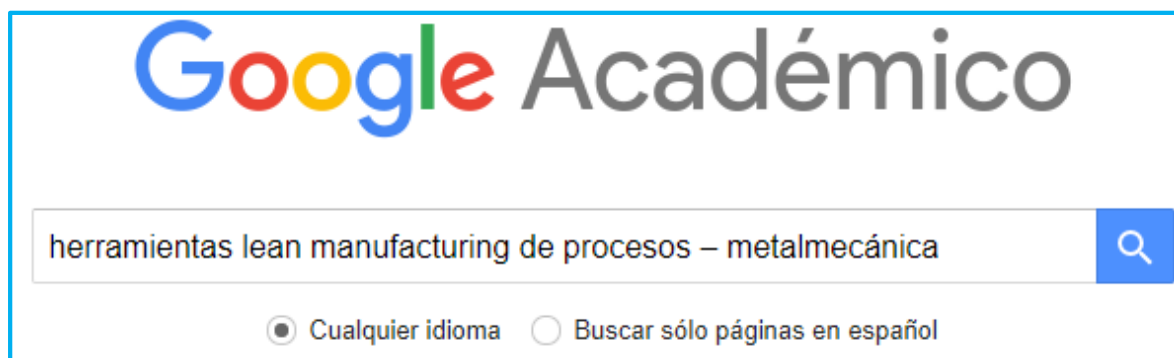 Google Académico
herramientas lean manufacturing de procesos – metalmecánica
Cualquier idioma Buscar sólo páginas en español